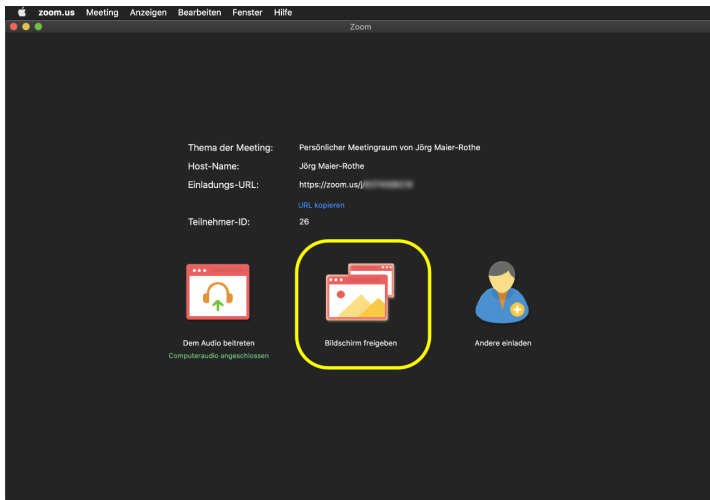 zoom.us Meeting Anzeigen Bearbeiten Fenster Hilfe
Zoom
Thema der Meeting: Persönlicher Meetingraum von Jörg Maier-Rothe
Host-Name: Jörg Maier-Rothe
Einladungs-URL: https://zoom.us/j/
URL kopieren
Teilnehmer-ID: 26
Dem Audio beitreten Bildschirm freigeben Andere einladen
Computeraudio angeschlossen